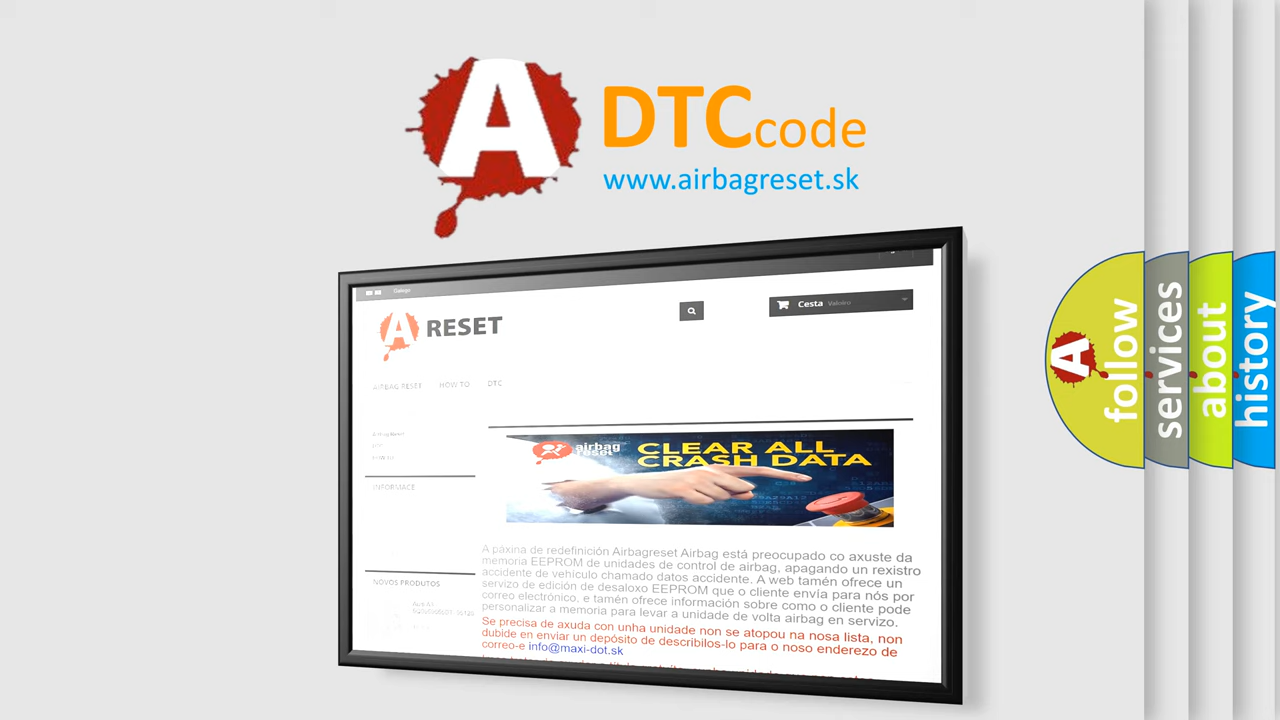 A
DTCcode
www.airbagreset.sk
Galego
A RESET
Cesta Valeiro
AIRBAG RESET HOW TO DTC
INFORMACE
NOVOS PRODUTOS
airbag
reset
CLEAR ALL
CRASH DATA
A páxina de redefinición Airbagreset Airbag está preocupado co axuste da
memoria EEPROM de unidades de control de airbag, apagando un rexistro
accidente de vehículo chamado datos accidente. A web tamén ofrece un
servizo de edición de desaloxo EEPROM que o cliente envía para nós por
correo electrónico, e tamén ofrece información sobre como o cliente pode
personalizar a memoria para levar a unidade de volta airbag en servizo.
Se precisa de axuda con unha unidade non se atopou na nosa lista, non
dubide en enviar un depósito de describilos-lo para o noso enderezo de
correo-e info@maxi-dot.sk
A
follow
services
about
history